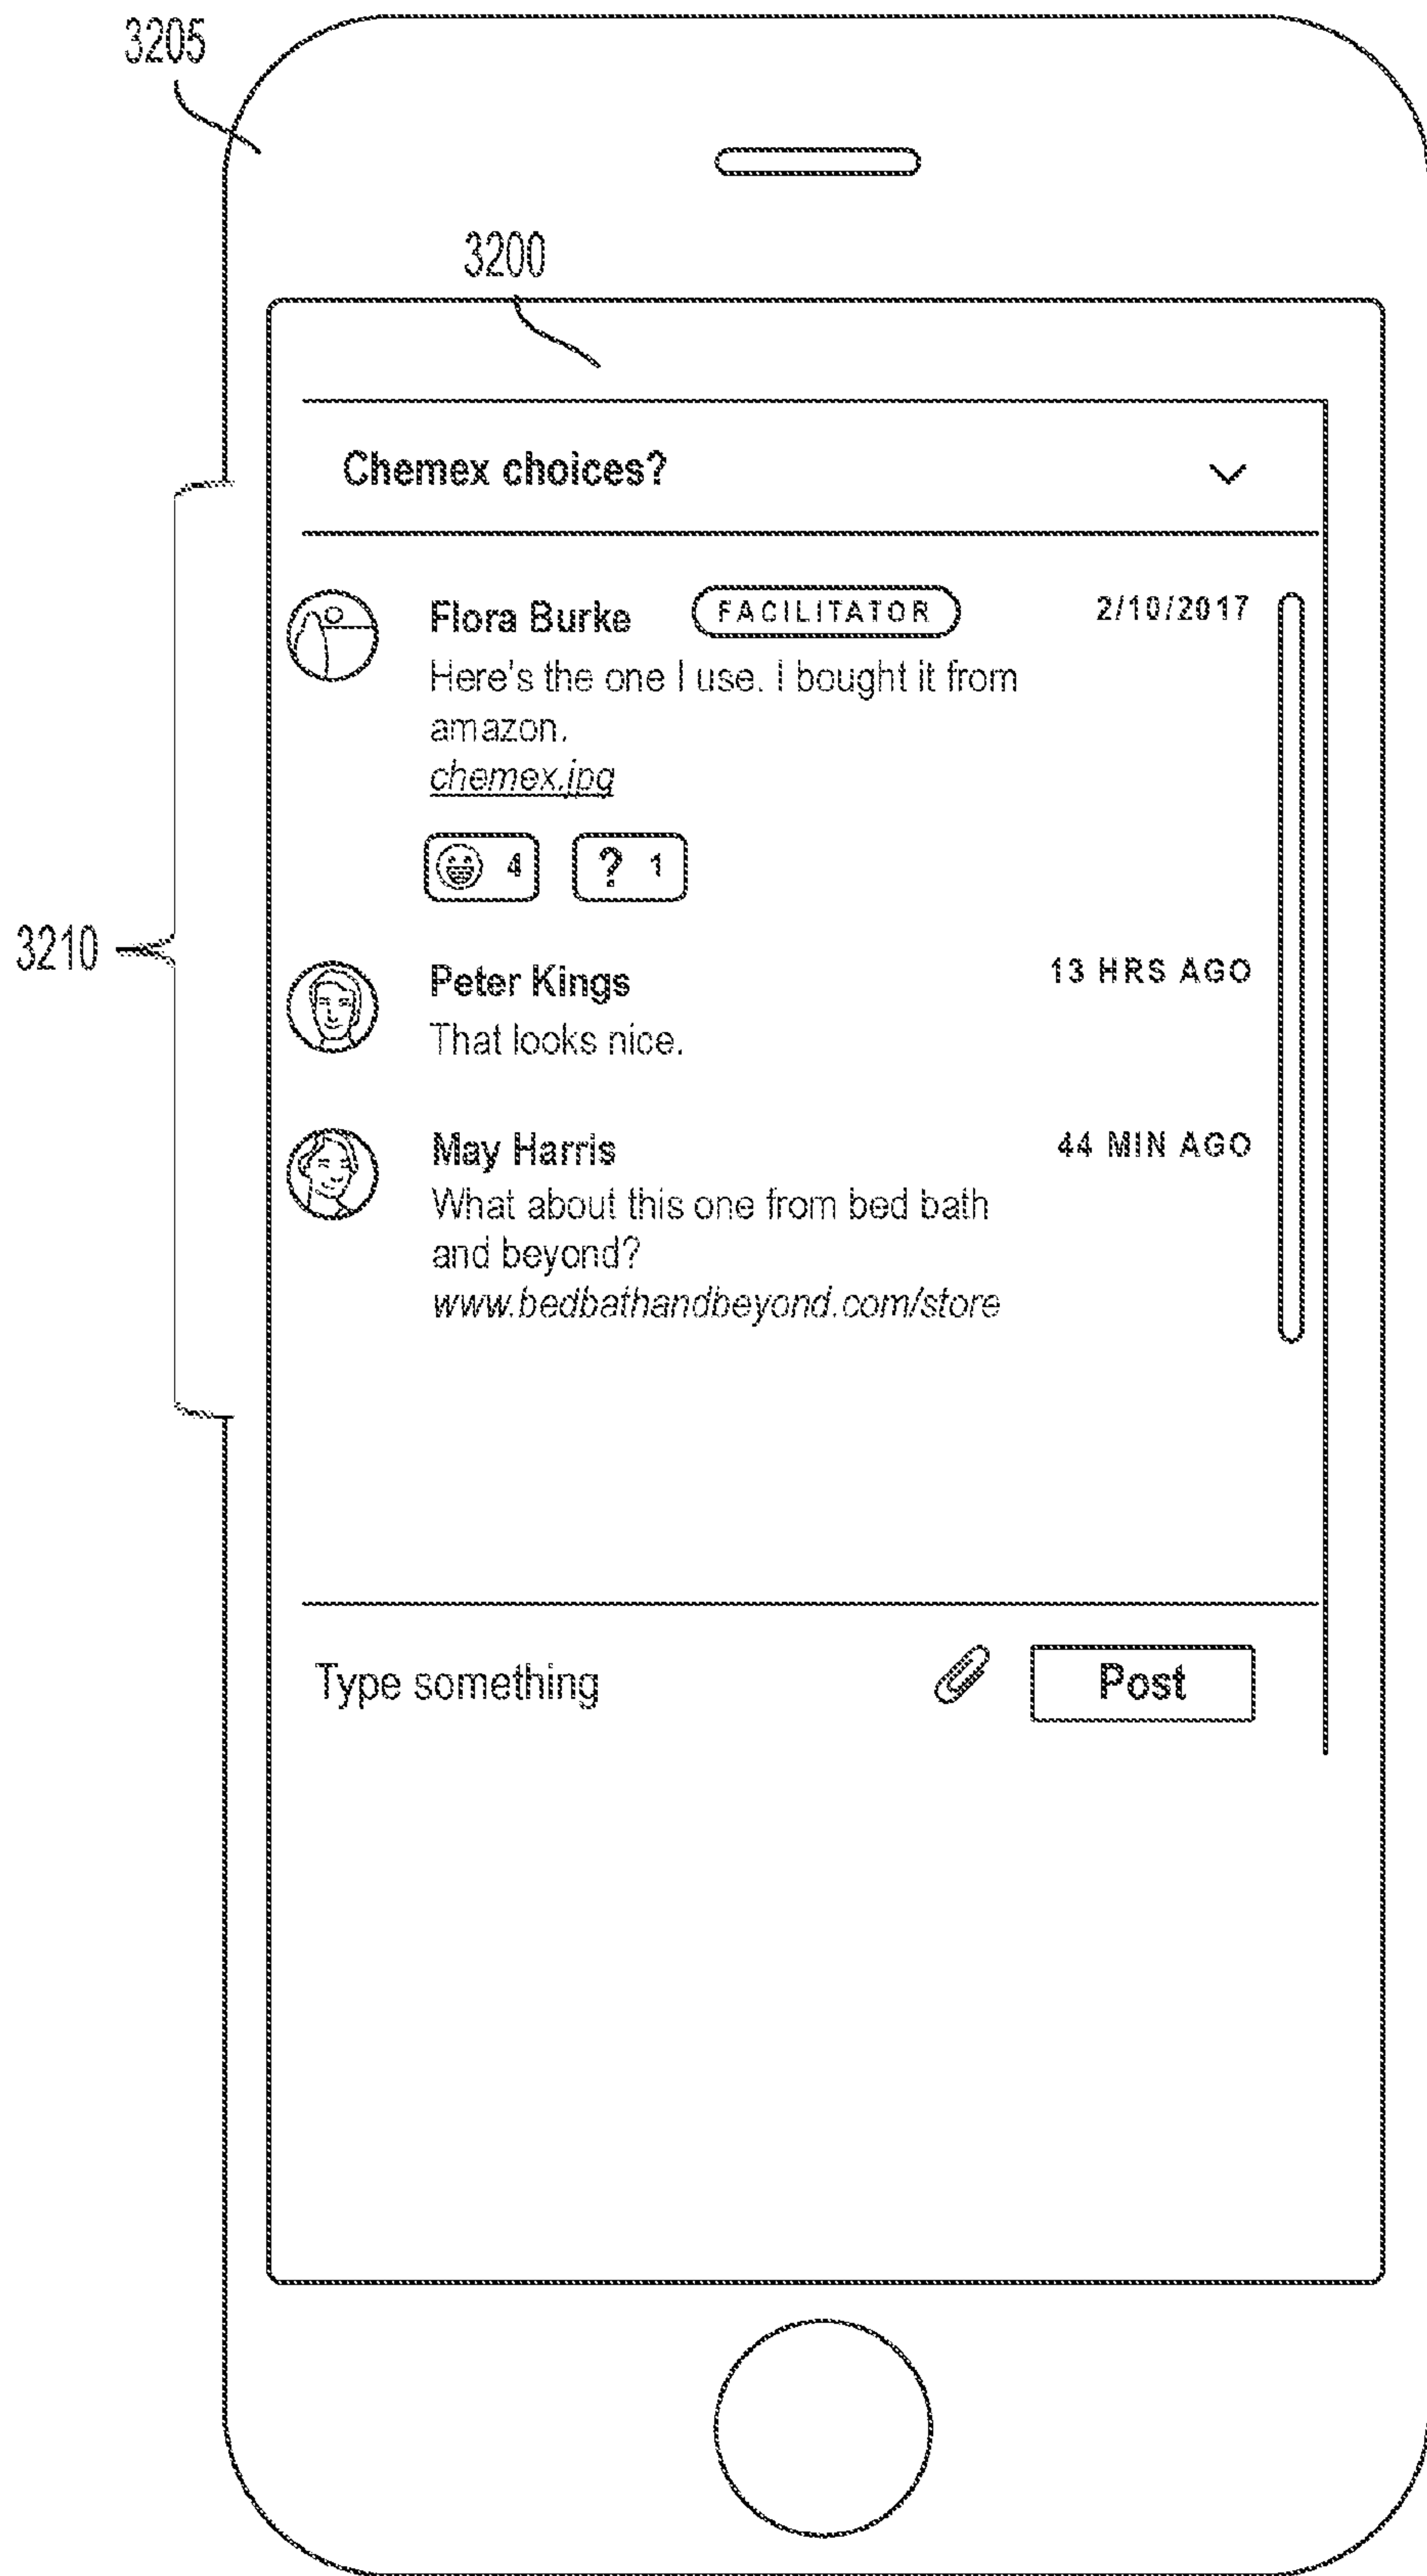 3205
3200
Chemex choices?
Flora Burke FACILITATOR 2/10/2017
Here's the one I use. I bought it from
amazon.
chemex.jpg
4 ? 1
3210
Peter Kings 13 HRS AGO
That looks nice.
May Harris 44 MIN AGO
What about this one from bed bath
and beyond?
www.bedbathandbeyond.com/store
Type something Post